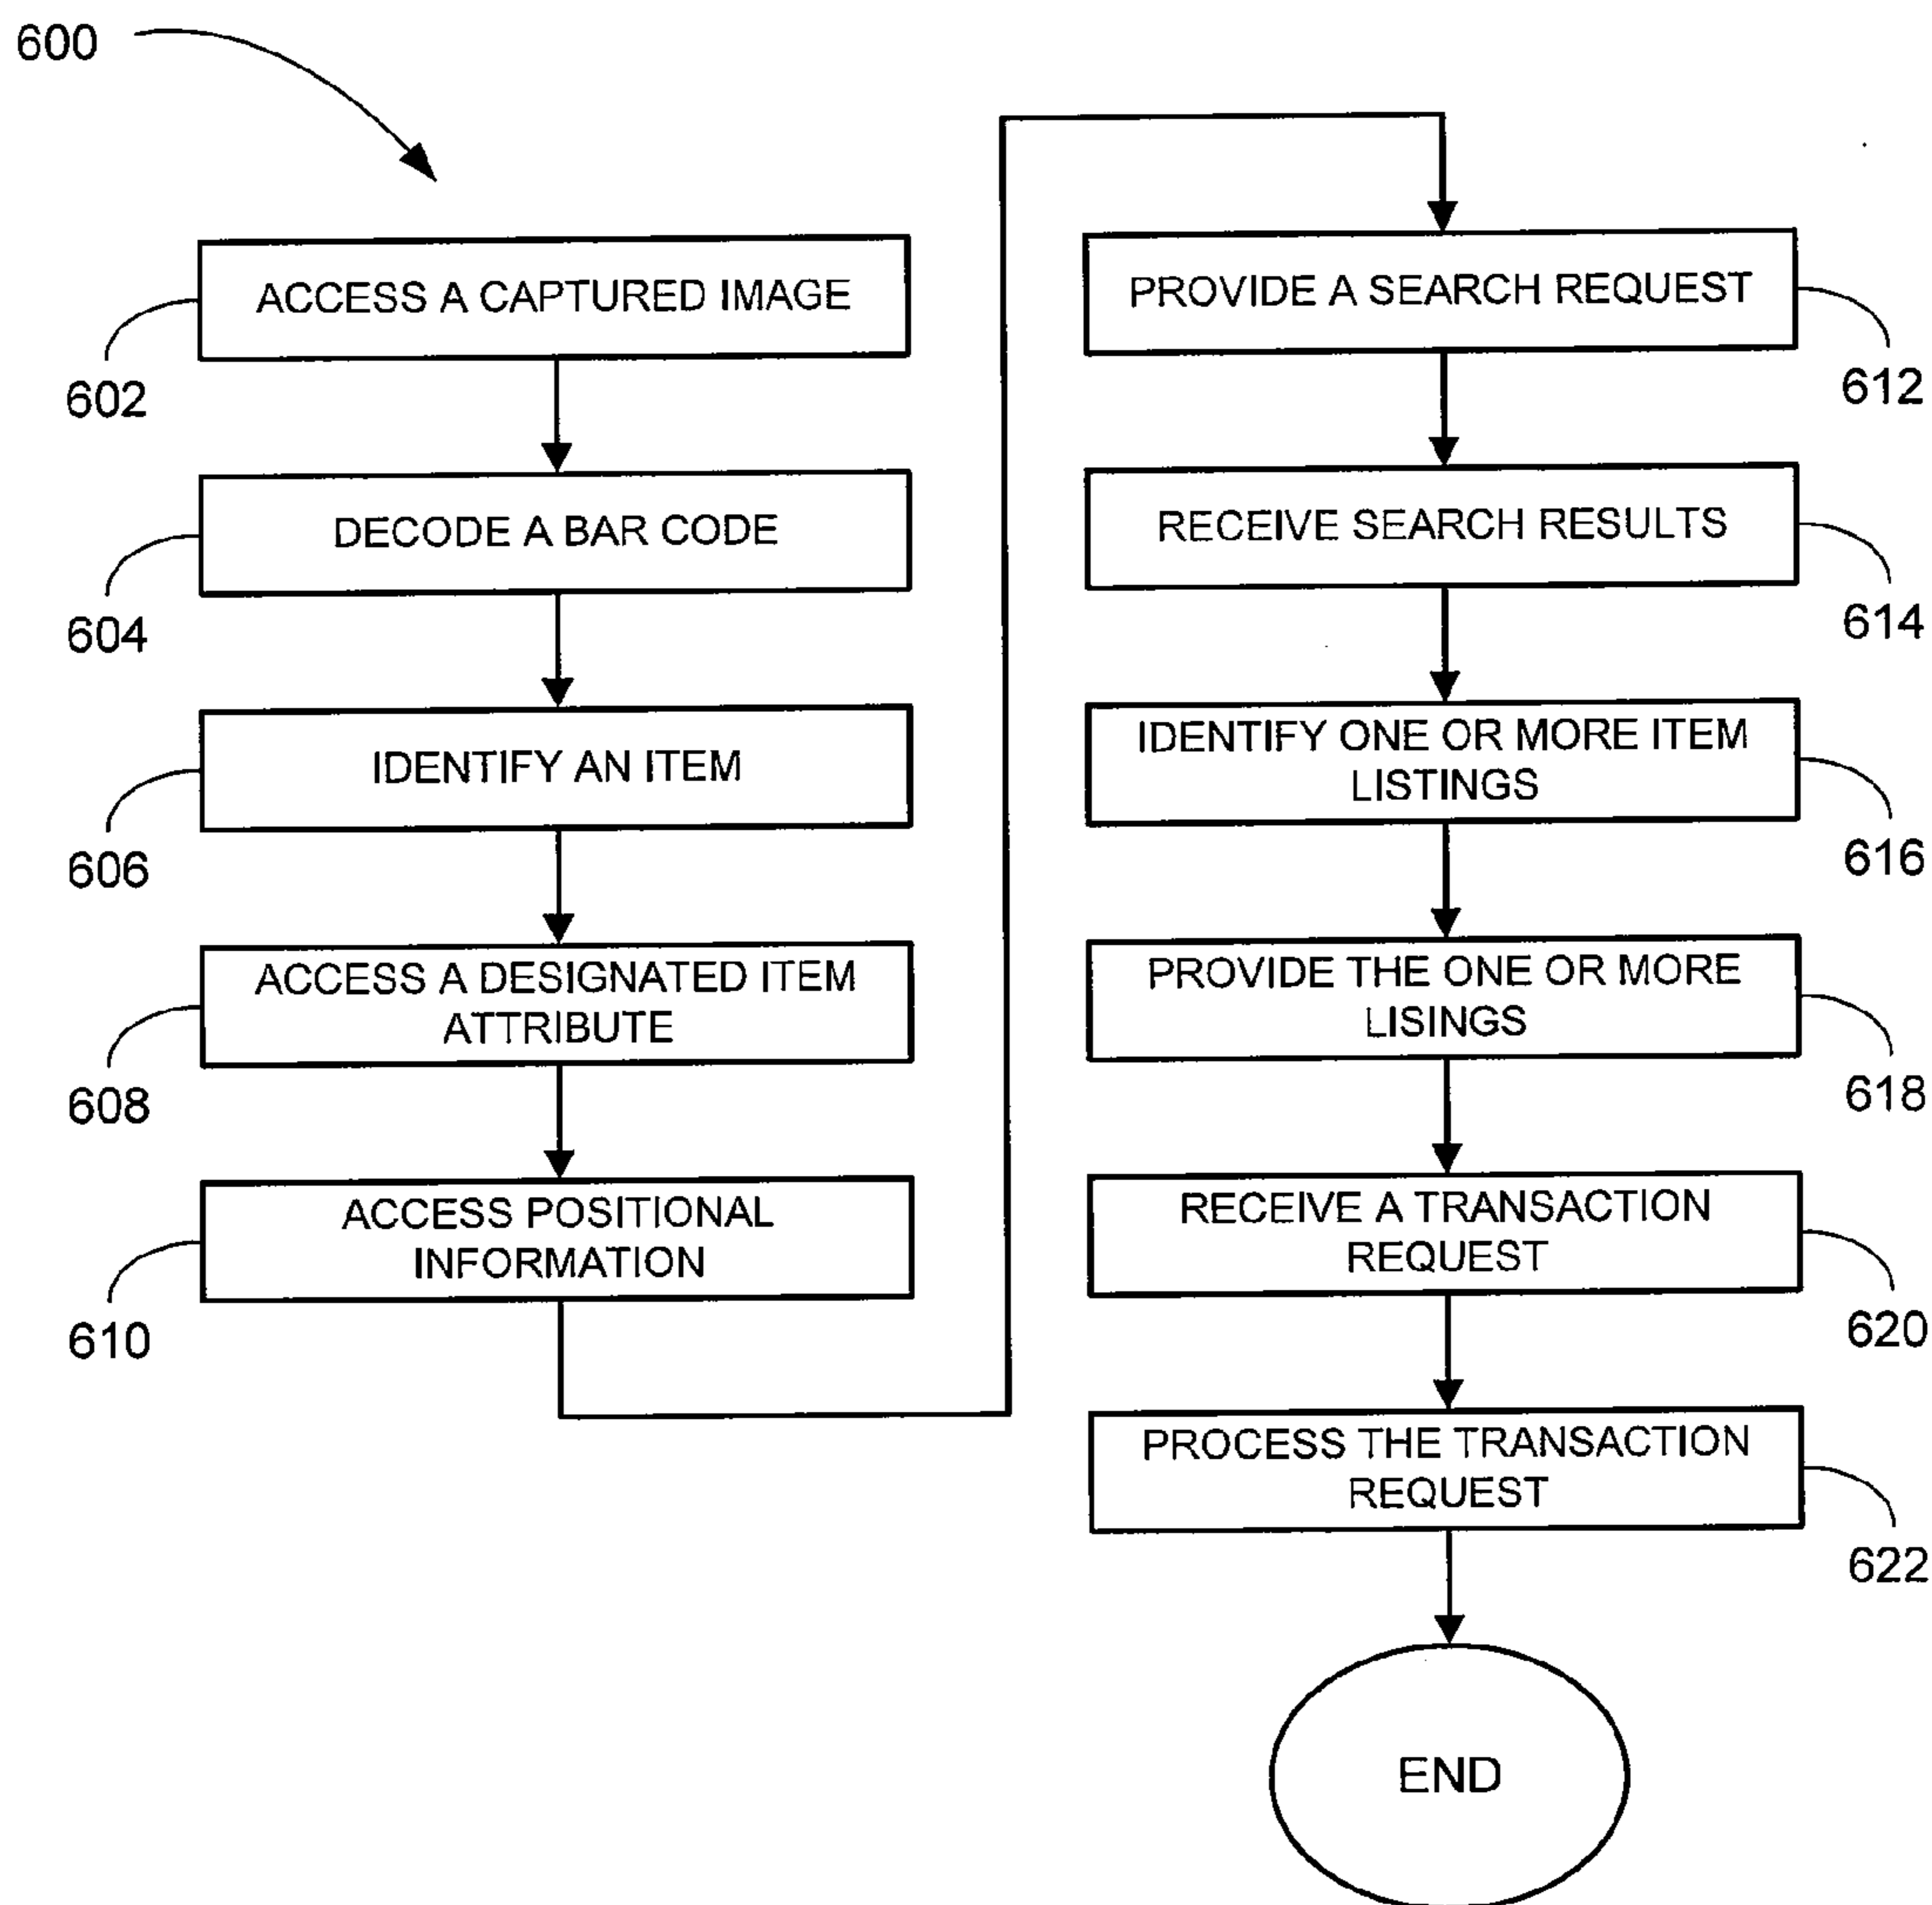 600
ACCESS A CAPTURED IMAGE
602
DECODE A BAR CODE
604
IDENTIFY AN ITEM
606
ACCESS A DESIGNATED ITEM
ATTRIBUTE
608
ACCESS POSITIONAL
INFORMATION
610
PROVIDE A SEARCH REQUEST
612
RECEIVE SEARCH RESULTS
614
IDENTIFY ONE OR MORE ITEM
LISTINGS
616
PROVIDE THE ONE OR MORE
LISINGS
618
RECEIVE A TRANSACTION
REQUEST
620
PROCESS THE TRANSACTION
REQUEST
622
END